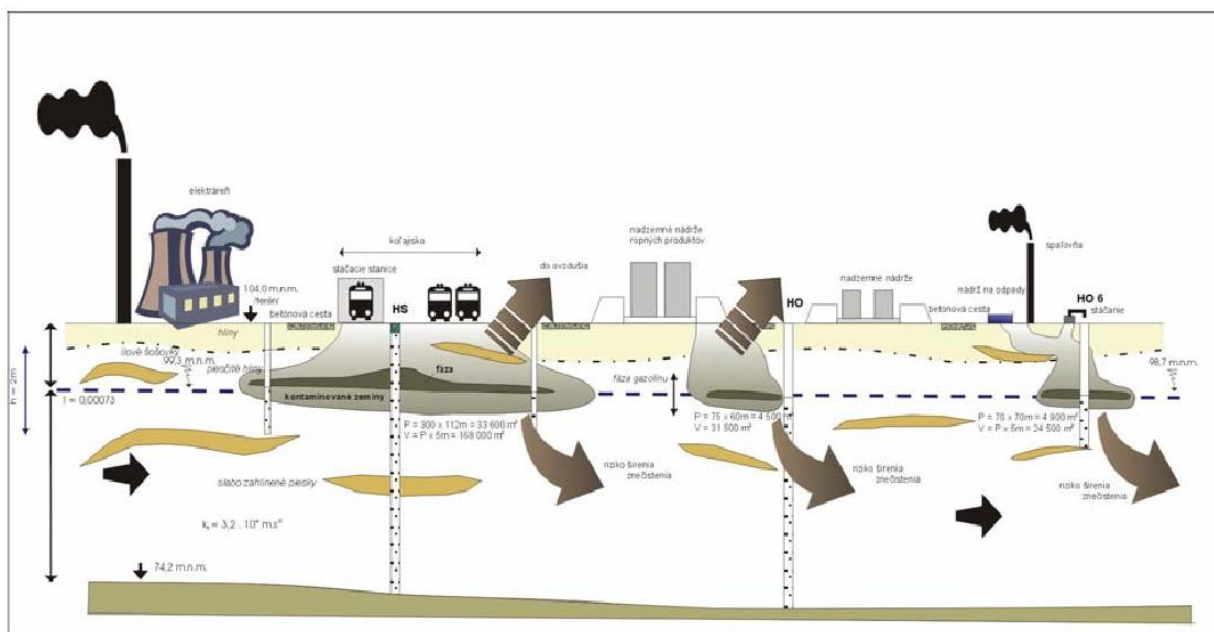 elektráreň
104,0 m.n.m.
/terén/
koľajisko
stáčacie stanice
HS
betónová cesta
hliny
do ovzdušia
nadzemné nádrže
ropných produktov
HO
nadzemné nádrže
spaľovňa
nádrž na odpady
betónová cesta
HO 6
stáčanie
h = 2m
ílové šošovky
99,3 m.n.m.
piesčité hliny
I = 0,00073
fáza
kontaminované zeminy
P = 300 x 112m = 33 600 m²
V = P x 5m = 168 000 m³
fáza gazolínu
P = 75 x 60m = 4 500 m²
V = 31 500 m³
98,7 m.n.m.
P = 70 x 70m = 4 900 m²
V = P x 5m = 24 500 m³
riziko šírenia
znečistenia
riziko šírenia
znečistenia
riziko šírenia
znečistenia
slabo zahlinené piesky
74,2 m.n.m.